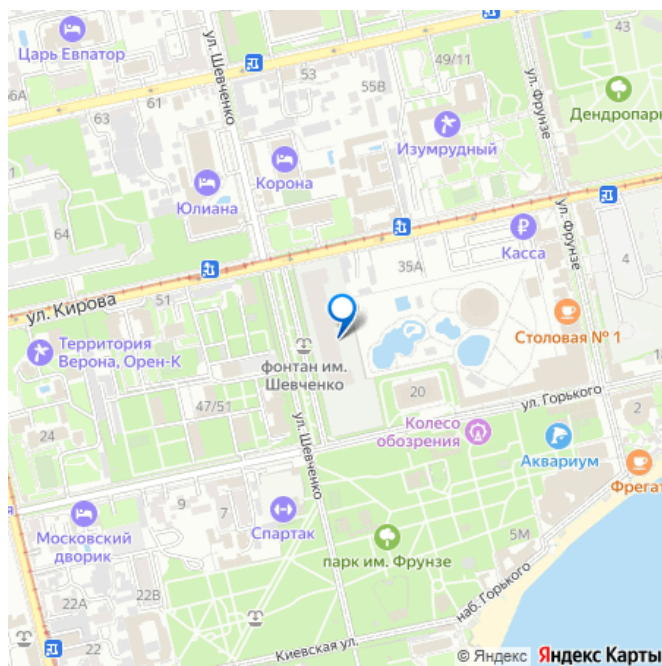 Царь Евпатор
ул. Шевченко
53
49/11
43
ул. Фрунзе
55В
56А
61
63
Дендропарк
Изумрудный
Корона
Юлиана
64
ул. Фрунзе
Касса
4
35А
51
ул. Кирова
Территория
Верона, Орен-К
фонтан им.
Шевченко
Столовая № 1
20
47/51
ул. Горького
2
24
ул. Шевченко
Колесо
обозрения
Аквариум
Фрегат
9
7
Московский
дворик
Спартак
парк им. Фрунзе
5М
22А
22В
22
наб. Горького
Киевская ул.
© Яндекс Яндекс Карты